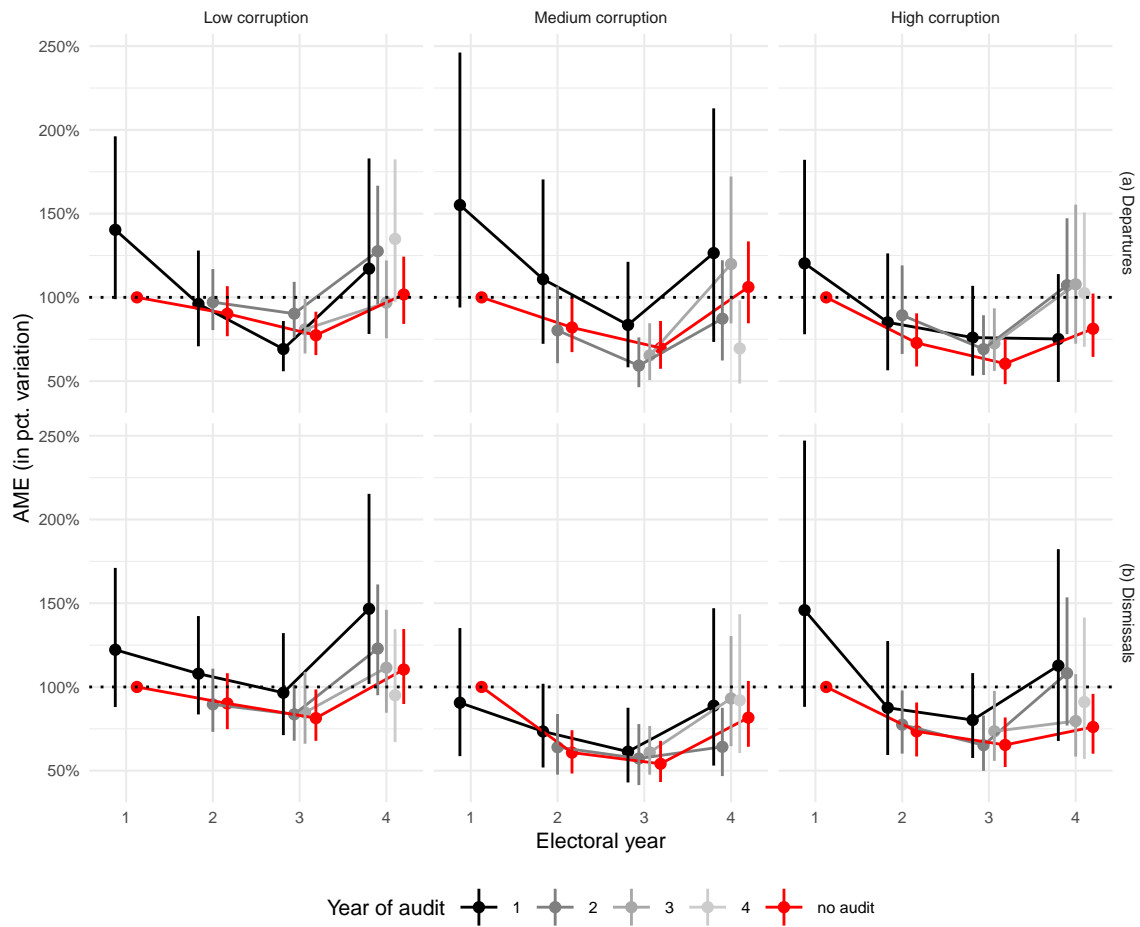 Low corruption
Medium corruption
High corruption
250%
200%
150%
100%
50%
(a) Departures
250%
200%
150%
100%
50%
(b) Dismissals
AME (in pct. variation)
1 2 3 4
1 2 3 4
1 2 3 4
Electoral year
Year of audit 1 2 3 4 no audit